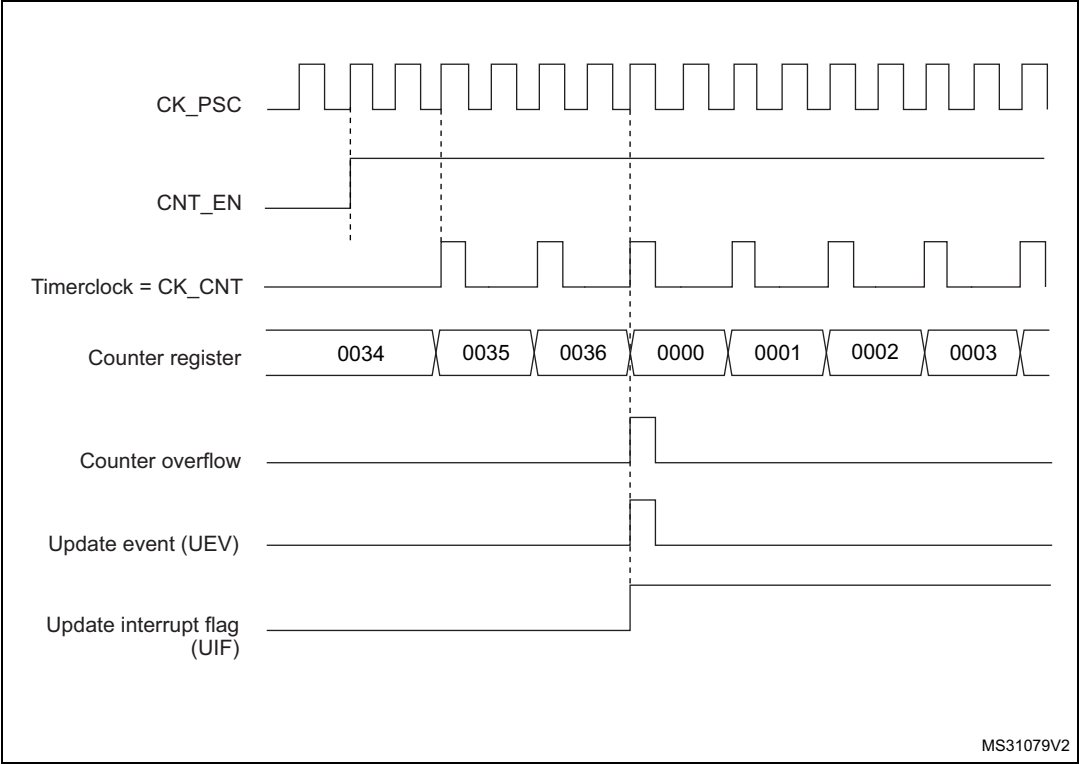 CK_PSC
CNT_EN
Timerclock = CK_CNT
Counter register 0034 0035 0036 0000 0001 0002 0003
Counter overflow
Update event (UEV)
Update interrupt flag
(UIF)
MS31079V2